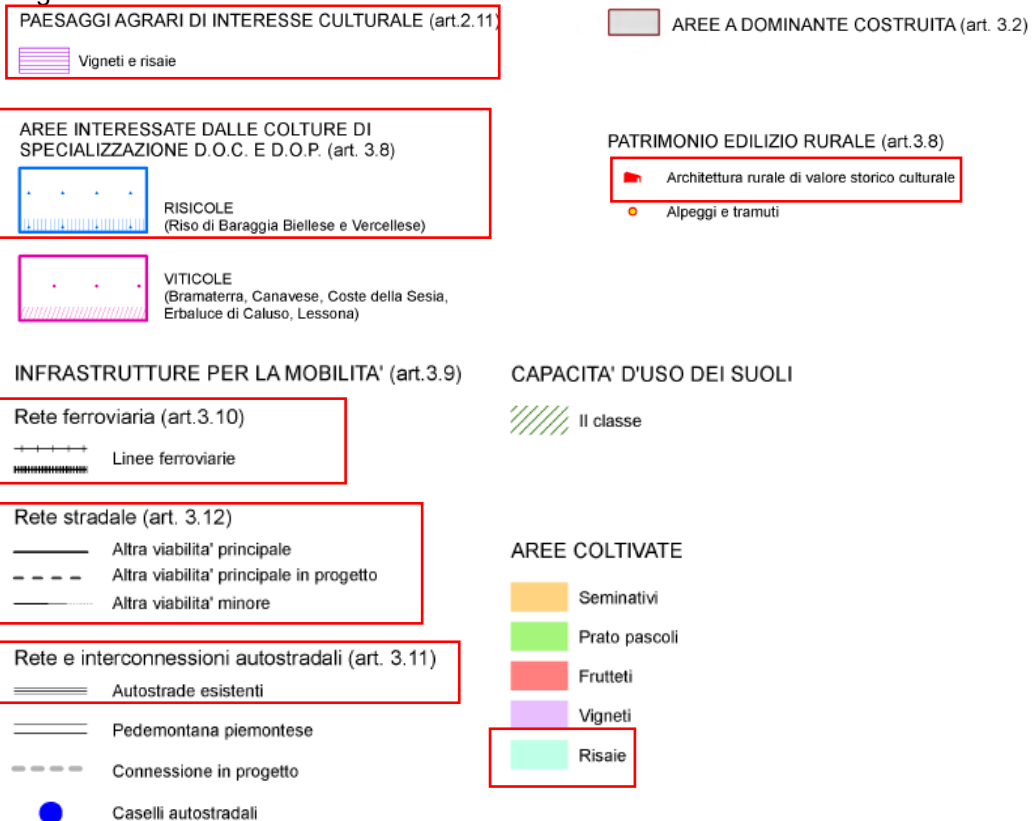 PAESAGGI AGRARI DI INTERESSE CULTURALE (art.2.11)
Vigneti e risaie
AREE A DOMINANTE COSTRUITA (art. 3.2)
AREE INTERESSATE DALLE COLTURE DI
SPECIALIZZAZIONE D.O.C. E D.O.P. (art. 3.8)
RISICOLE
(Riso di Baraggia Biellese e Vercellese)
VITICOLE
(Bramaterra, Canavese, Coste della Sesia,
Erbaluce di Caluso, Lessona)
PATRIMONIO EDILIZIO RURALE (art.3.8)
Architettura rurale di valore storico culturale
Alpeggi e tramuti
INFRASTRUTTURE PER LA MOBILITA' (art.3.9)
Rete ferroviaria (art.3.10)
Linee ferroviarie
Rete stradale (art. 3.12)
Altra viabilita' principale
Altra viabilita' principale in progetto
Altra viabilita' minore
Rete e interconnessioni autostradali (art. 3.11)
Autostrade esistenti
Pedemontana piemontese
Connessione in progetto
Caselli autostradali
CAPACITA' D'USO DEI SUOLI
II classe
AREE COLTIVATE
Seminativi
Prato pascoli
Frutteti
Vigneti
Risaie